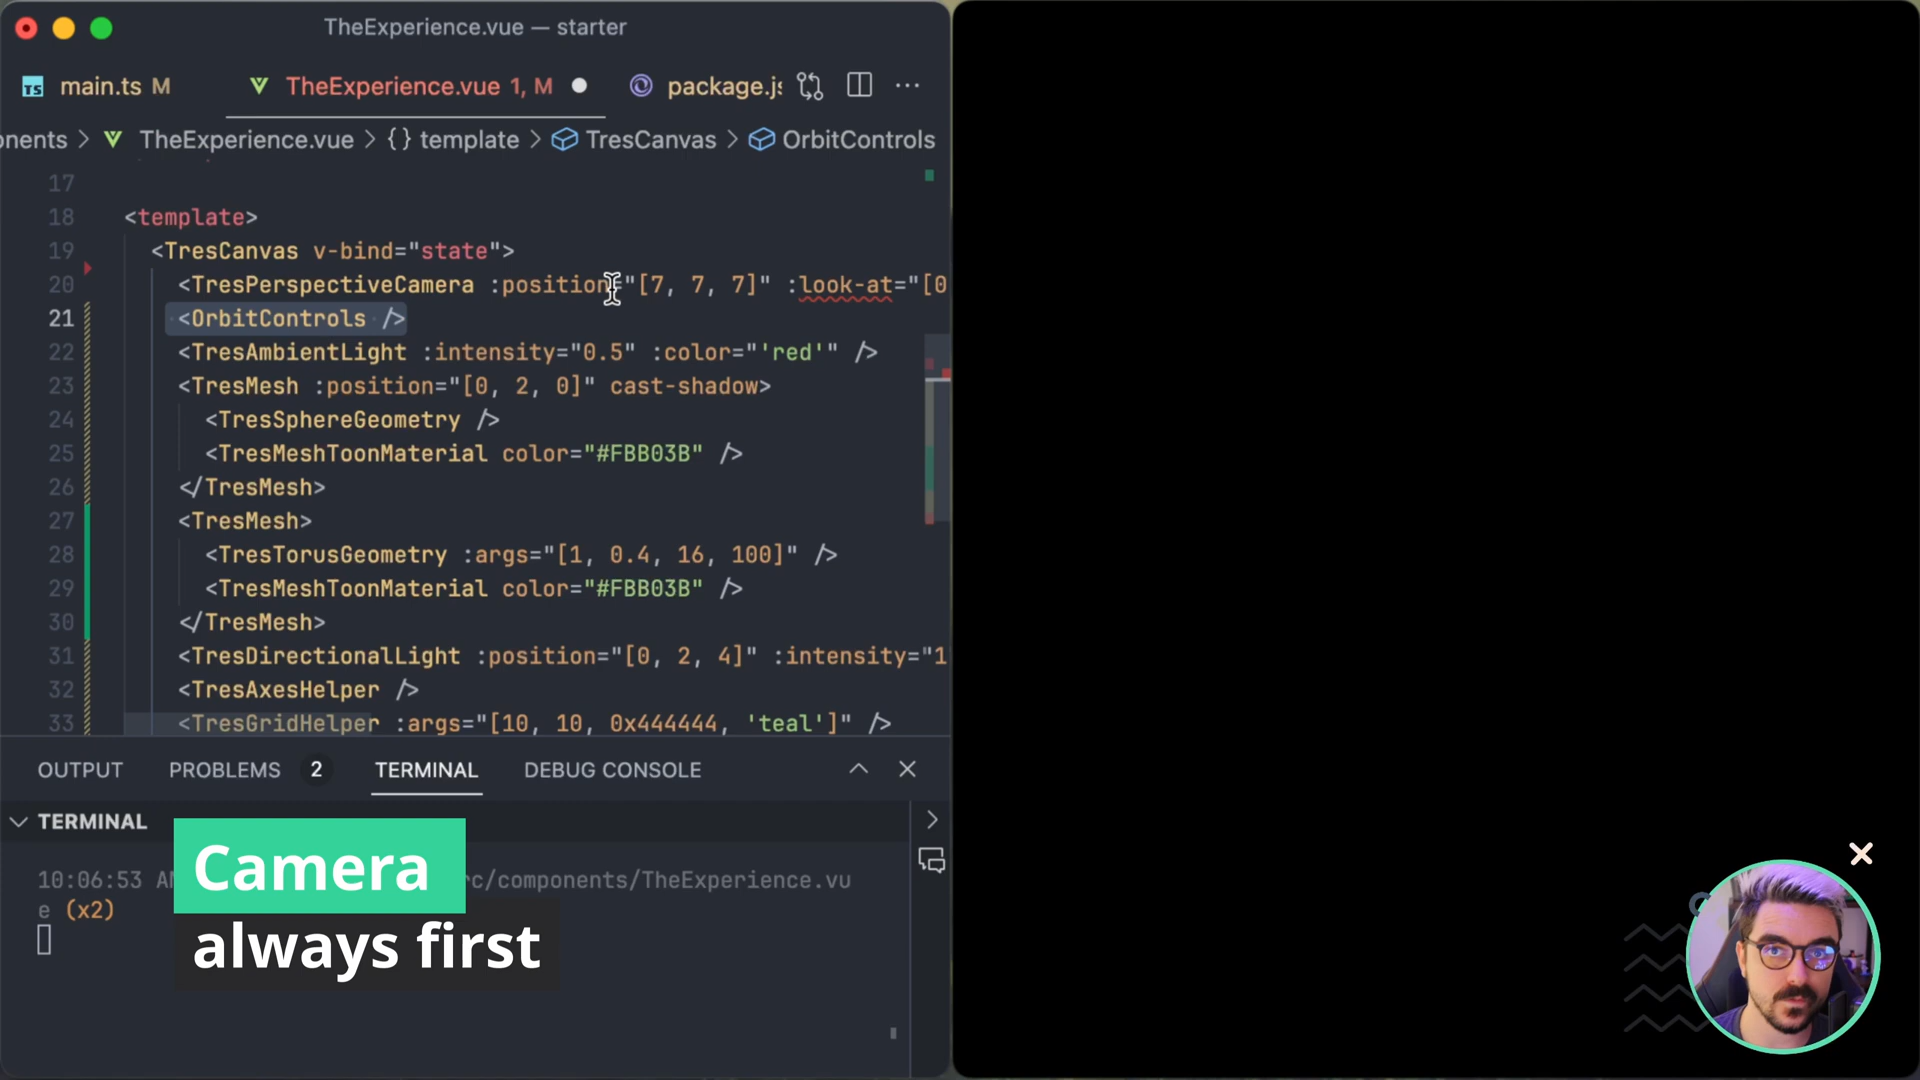 TheExperience.vue — starter
TS main.ts M
TheExperience.vue 1, M
package.js
onents > TheExperience.vue > {} template > TresCanvas > OrbitControls
17
18 <template>
19 <TresCanvas v-bind="state">
20 <TresPerspectiveCamera :position="[7, 7, 7]" :look-at="[0
21 <OrbitControls />
22 <TresAmbientLight :intensity="0.5" :color="'red'" />
23 <TresMesh :position="[0, 2, 0]" cast-shadow>
24 <TresSphereGeometry />
25 <TresMeshToonMaterial color="#FBB03B" />
26 </TresMesh>
27 <TresMesh>
28 <TresTorusGeometry :args="[1, 0.4, 16, 100]" />
29 <TresMeshToonMaterial color="#FBB03B" />
30 </TresMesh>
31 <TresDirectionalLight :position="[0, 2, 4]" :intensity="1
32 <TresAxesHelper />
33 <TresGridHelper :args="[10, 10, 0x444444, 'teal']" />
OUTPUT PROBLEMS 2 TERMINAL DEBUG CONSOLE
TERMINAL
10:06:53 rc/components/TheExperience.vu
e (x2)
Camera
always first